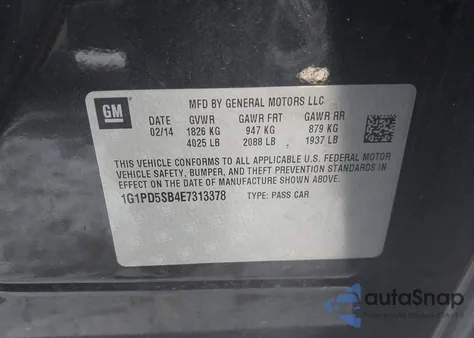 GM
MFD BY GENERAL MOTORS LLC
DATE GVWR GAWR FRT GAWR RR
02/14 1826 KG 947 KG 879 KG
4025 LB 2088 LB 1937 LB
THIS VEHICLE CONFORMS TO ALL APPLICABLE U.S. FEDERAL MOTOR
VEHICLE SAFETY, BUMPER, AND THEFT PREVENTION STANDARDS
IN EFFECT ON THE DATE OF MANUFACTURE SHOWN ABOVE.
1G1PD5SB4E7313378 TYPE: PASS CAR
autoSnap